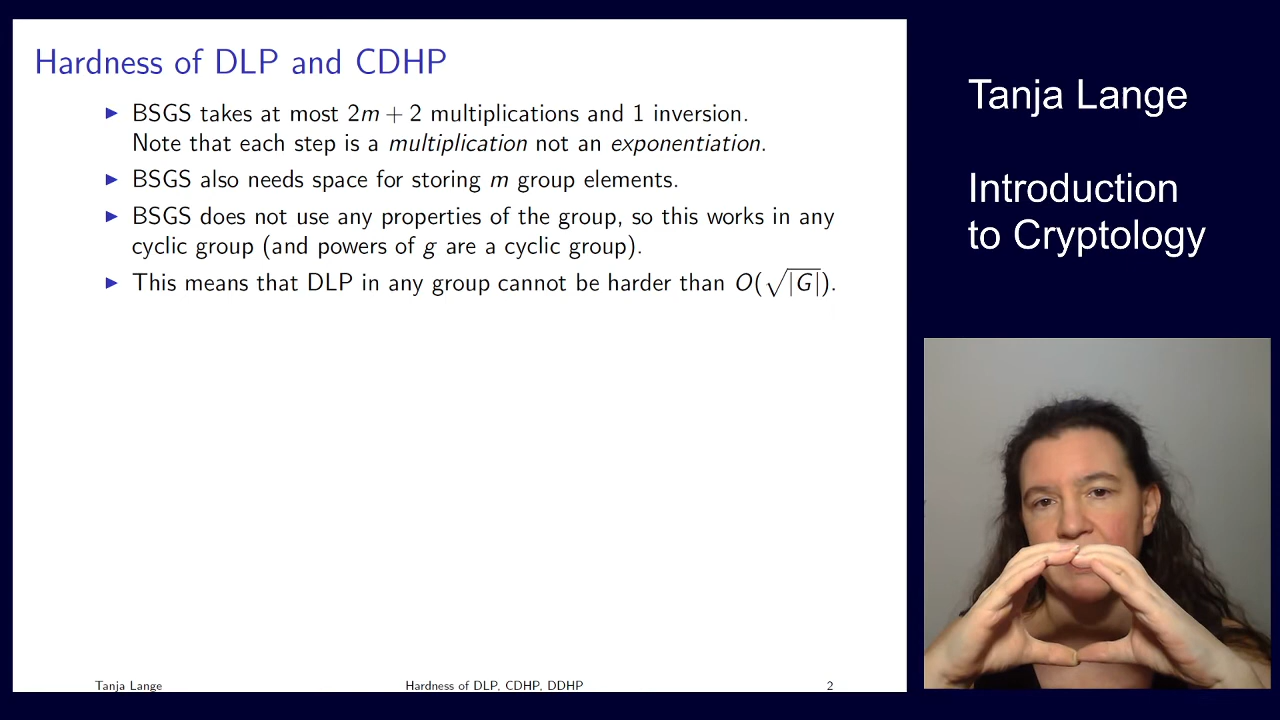 Hardness of DLP and CDHP
▶ BSGS takes at most 2m + 2 multiplications and 1 inversion.
Note that each step is a multiplication not an exponentiation.
▶ BSGS also needs space for storing m group elements.
▶ BSGS does not use any properties of the group, so this works in any
cyclic group (and powers of g are a cyclic group).
▶ This means that DLP in any group cannot be harder than O(√|G|).
Tanja Lange
Hardness of DLP, CDHP, DDHP
2
Tanja Lange
Introduction
to Cryptology